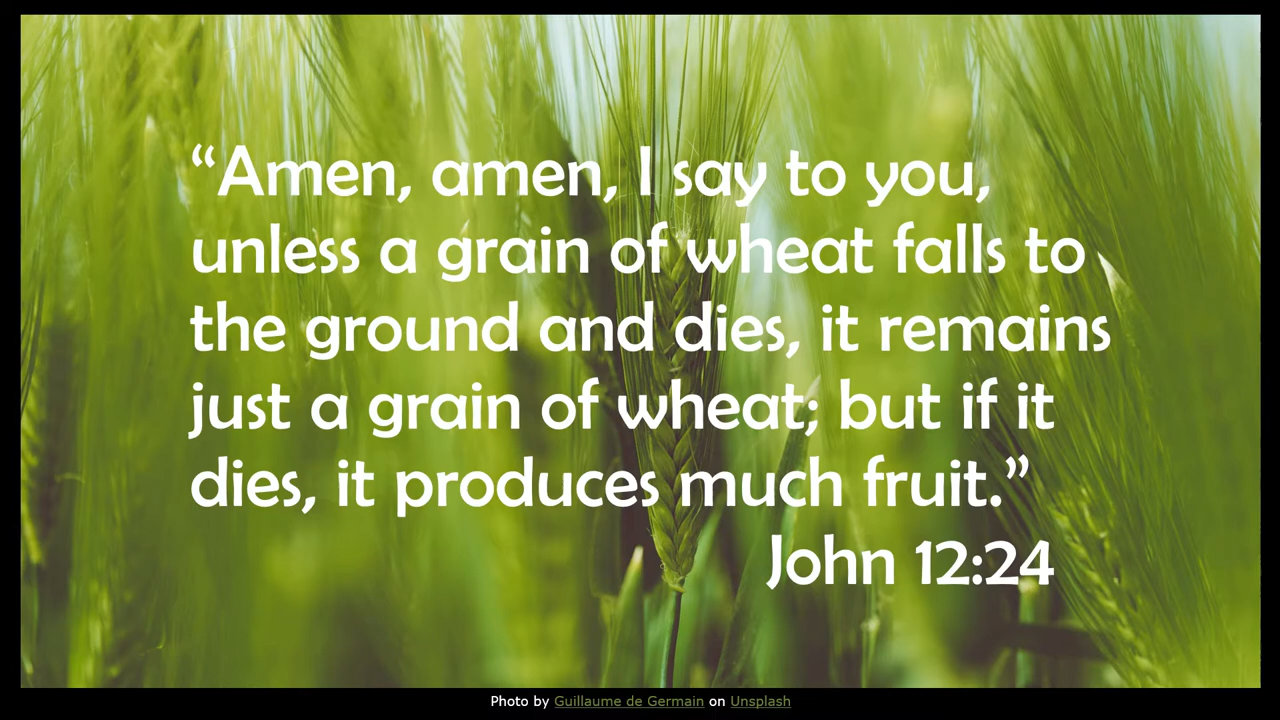 “Amen, amen, I say to you,
unless a grain of wheat falls to
the ground and dies, it remains
just a grain of wheat; but if it
dies, it produces much fruit.”
John 12:24
Photo by Guillaume de Germain on Unsplash